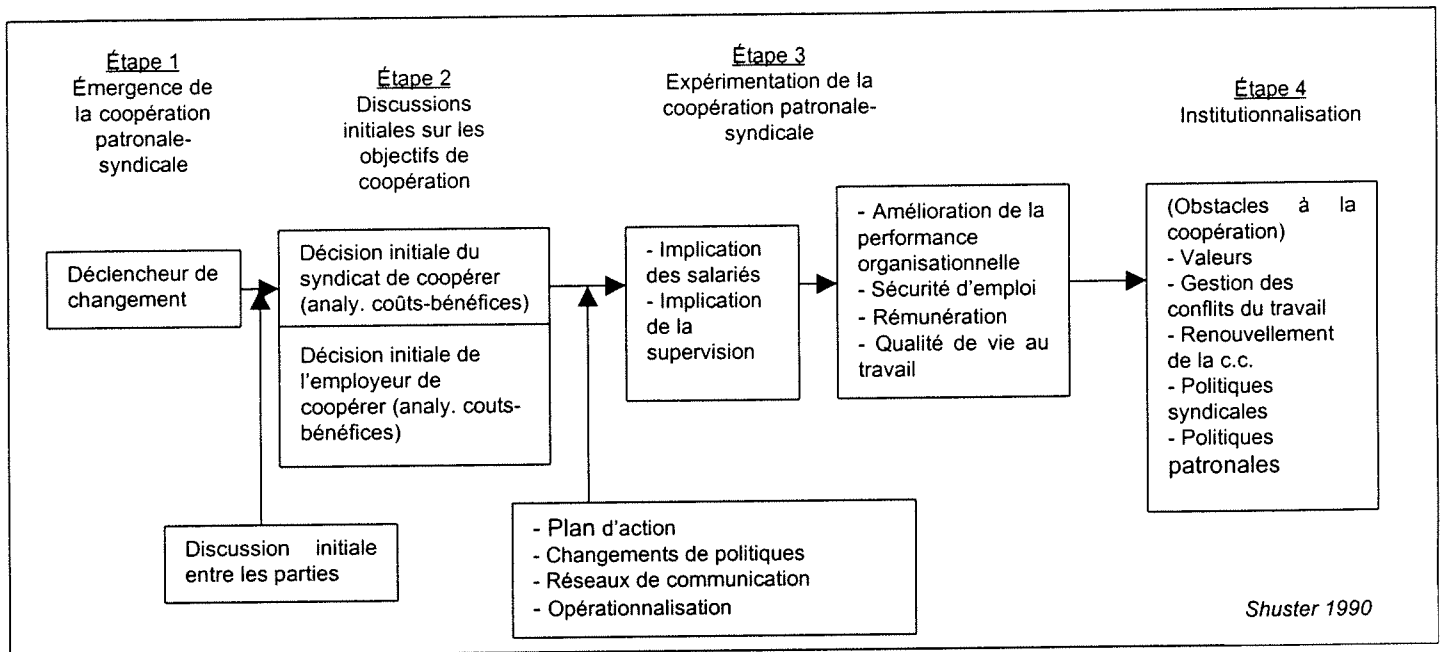 Étape 1
Émergence de
la coopération
patronale-
syndicale
Étape 2
Discussions
initiales sur les
objectifs de
coopération
Étape 3
Expérimentation de la
coopération patronale-
syndicale
Étape 4
Institutionnalisation
Déclencheur de
changement
Décision initiale du
syndicat de coopérer
(analy. coûts-bénéfices)
Décision initiale de
l'employeur de
coopérer (analy. couts-
bénéfices)
- Implication
des salariés
- Implication
de la
supervision
- Amélioration de la
performance
organisationnelle
- Sécurité d'emploi
- Rémunération
- Qualité de vie au
travail
(Obstacles à la
coopération)
- Valeurs
- Gestion des
conflits du travail
- Renouvellement
de la c.c.
- Politiques
syndicales
- Politiques
patronales
Discussion initiale
entre les parties
- Plan d'action
- Changements de politiques
- Réseaux de communication
- Opérationnalisation
Shuster 1990